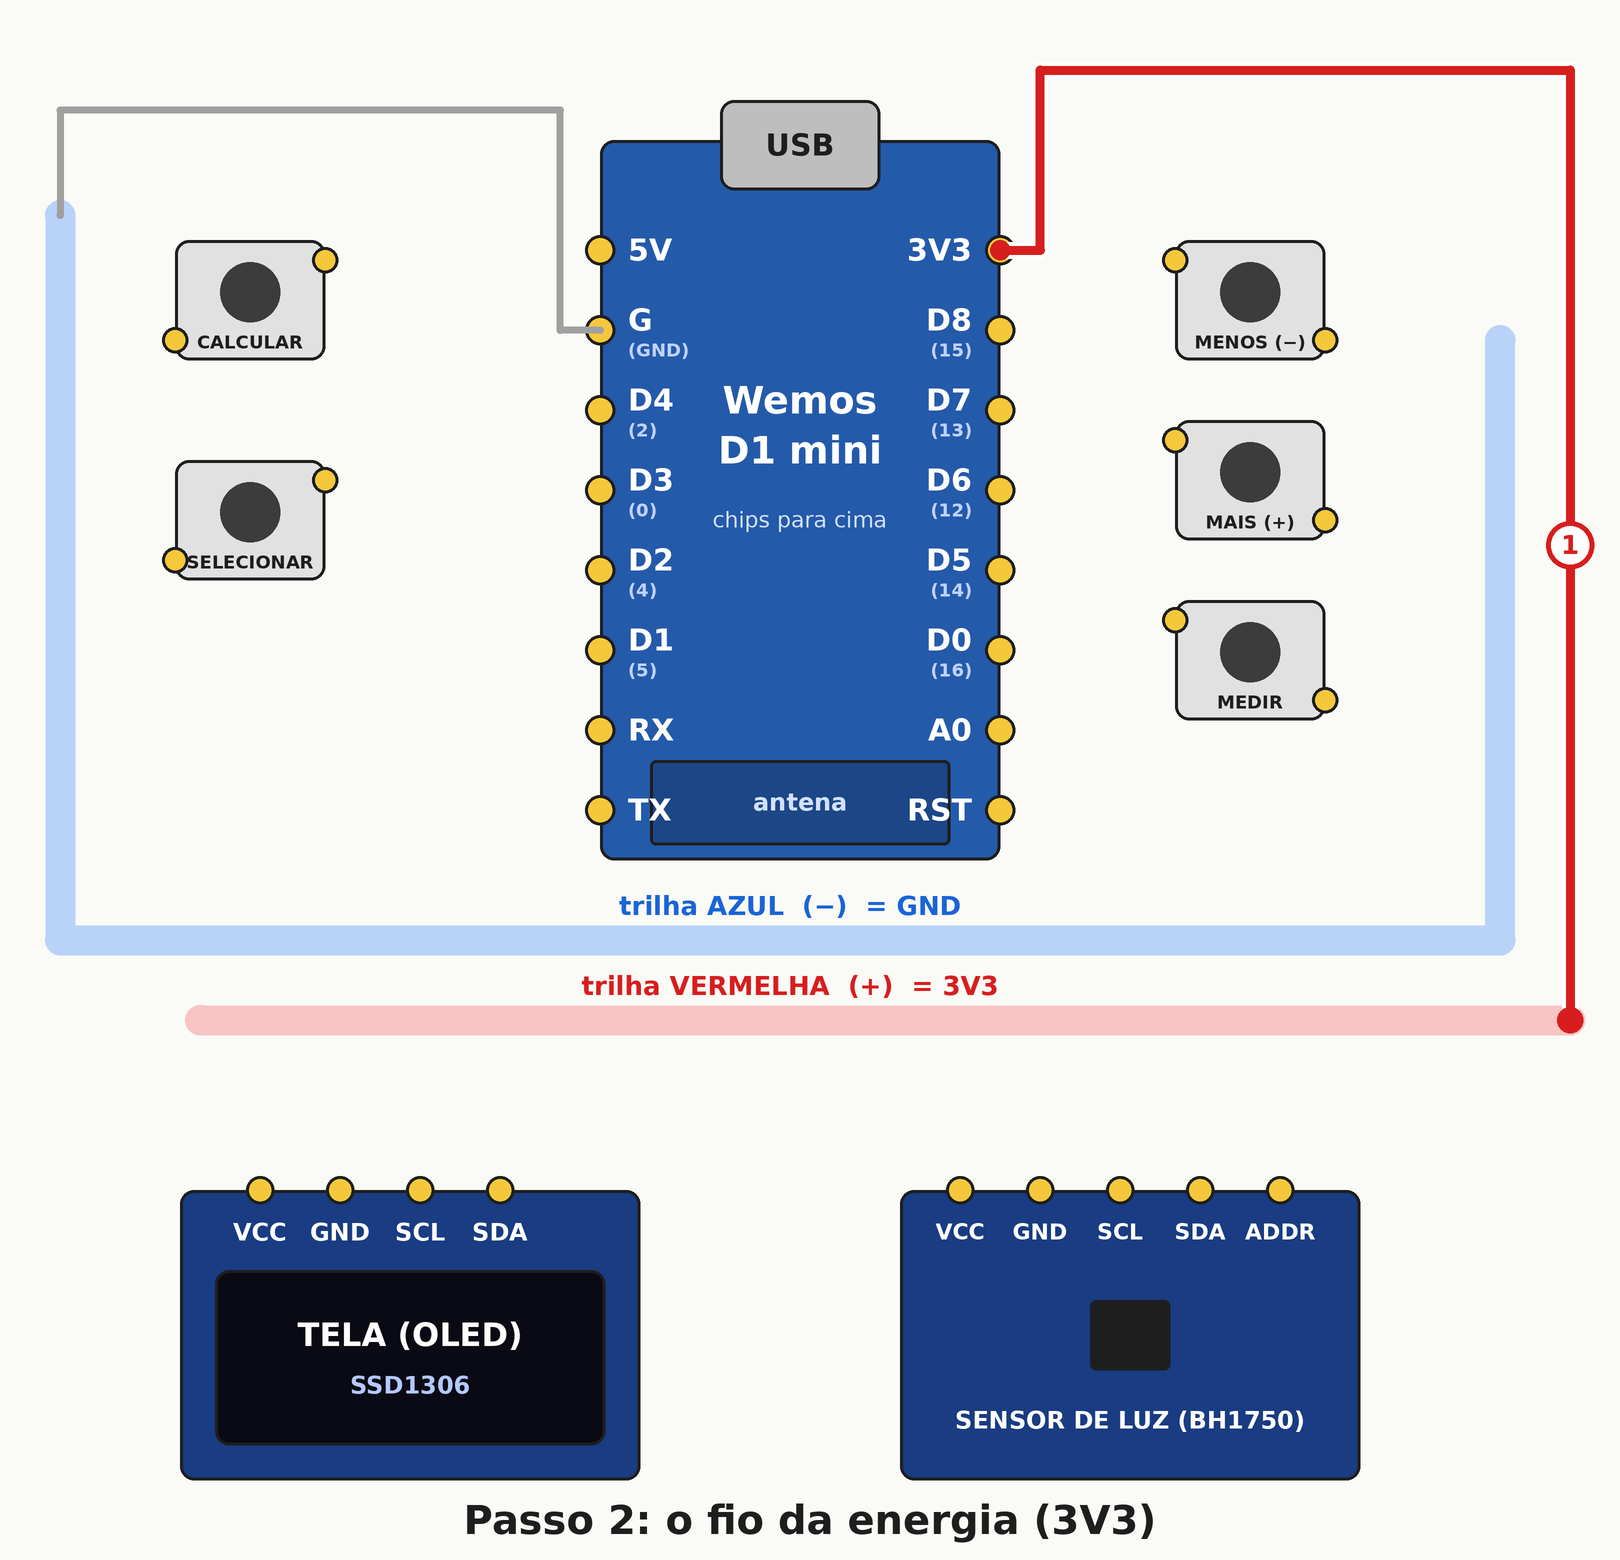 USB
5V
3V3
G
(GND)
D8
(15)
D4
(2)
Wemos
D1 mini
D7
(13)
D3
(0)
chips para cima
D6
(12)
D2
(4)
D5
(14)
D1
(5)
D0
(16)
RX
A0
TX
antena
RST
CALCULAR
SELECIONAR
MENOS (−)
MAIS (+)
MEDIR
1
trilha AZUL (−) = GND
trilha VERMELHA (+) = 3V3
VCC GND SCL SDA
TELA (OLED)
SSD1306
VCC GND SCL SDA ADDR
SENSOR DE LUZ (BH1750)
Passo 2: o fio da energia (3V3)